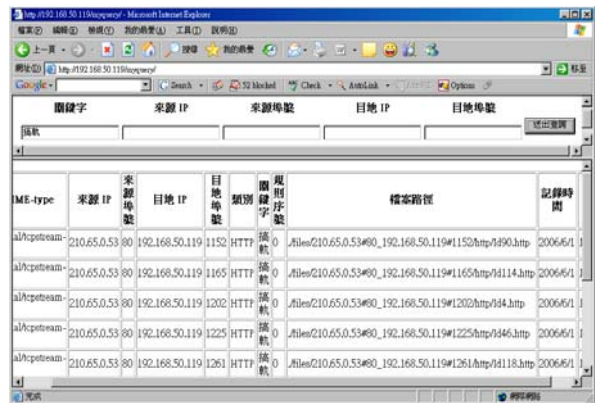 http://192.168.50.119/myquery/ - Microsoft Internet Explorer
檔案(F) 編輯(E) 檢視(V) 我的最愛(A) 工具(T) 說明(H)
上一頁 搜尋 我的最愛
網址(D) http://192.168.50.119/myquery/ 移至
Google Search 52 blocked Check AutoLink Options
關鍵字 來源 IP 來源埠號 目地 IP 目地埠號
搞軌 送出查詢
IME-type 來源 IP 來源埠號 目地 IP 目地埠號 類別 關鍵字 規則序號 檔案路徑 記錄時間
al/tcpstream- 210.65.0.53 80 192.168.50.119 1152 HTTP 搞軌 0 ./files/210.65.0.53#80_192.168.50.119#1152/http/Id90.http 2006/6/1
al/tcpstream- 210.65.0.53 80 192.168.50.119 1165 HTTP 搞軌 0 ./files/210.65.0.53#80_192.168.50.119#1165/http/Id114.http 2006/6/1
al/tcpstream- 210.65.0.53 80 192.168.50.119 1202 HTTP 搞軌 0 ./files/210.65.0.53#80_192.168.50.119#1202/http/Id4.http 2006/6/1
al/tcpstream- 210.65.0.53 80 192.168.50.119 1225 HTTP 搞軌 0 ./files/210.65.0.53#80_192.168.50.119#1225/http/Id46.http 2006/6/1
al/tcpstream- 210.65.0.53 80 192.168.50.119 1261 HTTP 搞軌 0 ./files/210.65.0.53#80_192.168.50.119#1261/http/Id118.http 2006/6/1
完成 網際網路